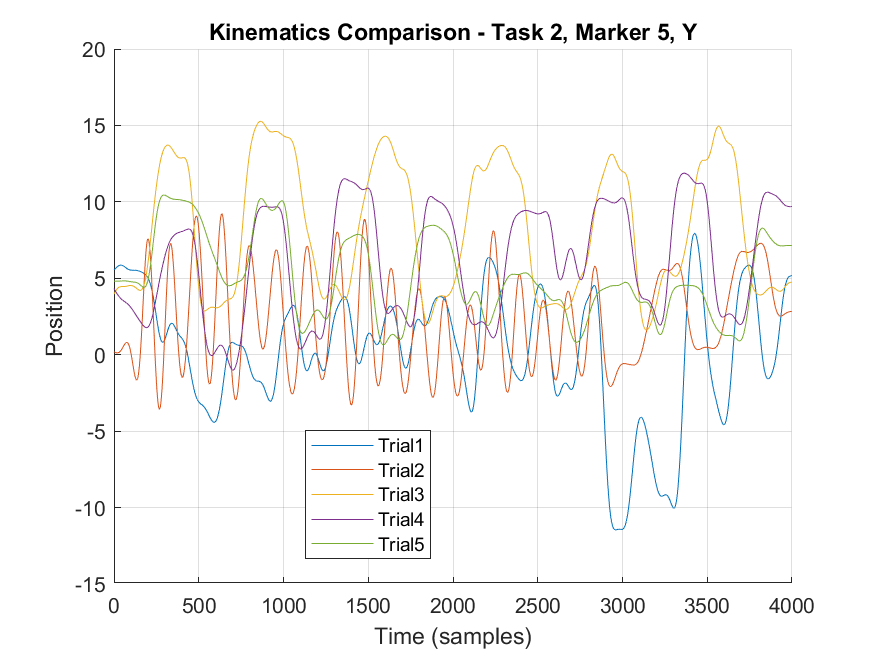 Kinematics Comparison - Task 2, Marker 5, Y
20
15
10
5
0
-5
-10
-15
Position
Trial1
Trial2
Trial3
Trial4
Trial5
0 500 1000 1500 2000 2500 3000 3500 4000
Time (samples)